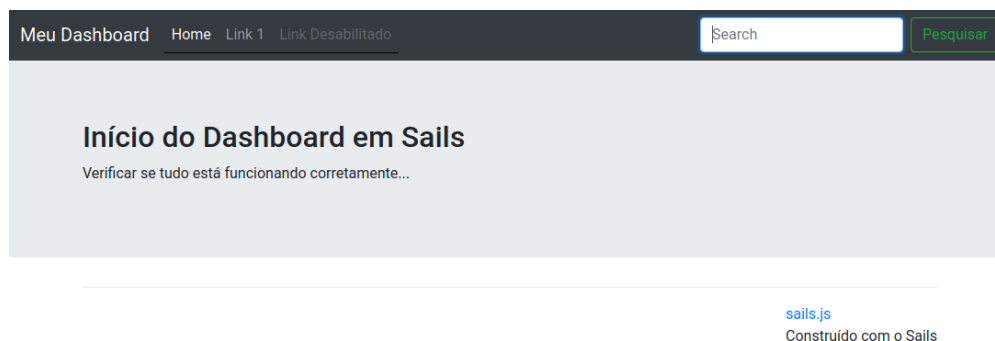 Meu Dashboard Home Link 1 Link Desabilitado Search Pesquisar
Início do Dashboard em Sails
Verificar se tudo está funcionando corretamente...
sails.js
Construído com o Sails